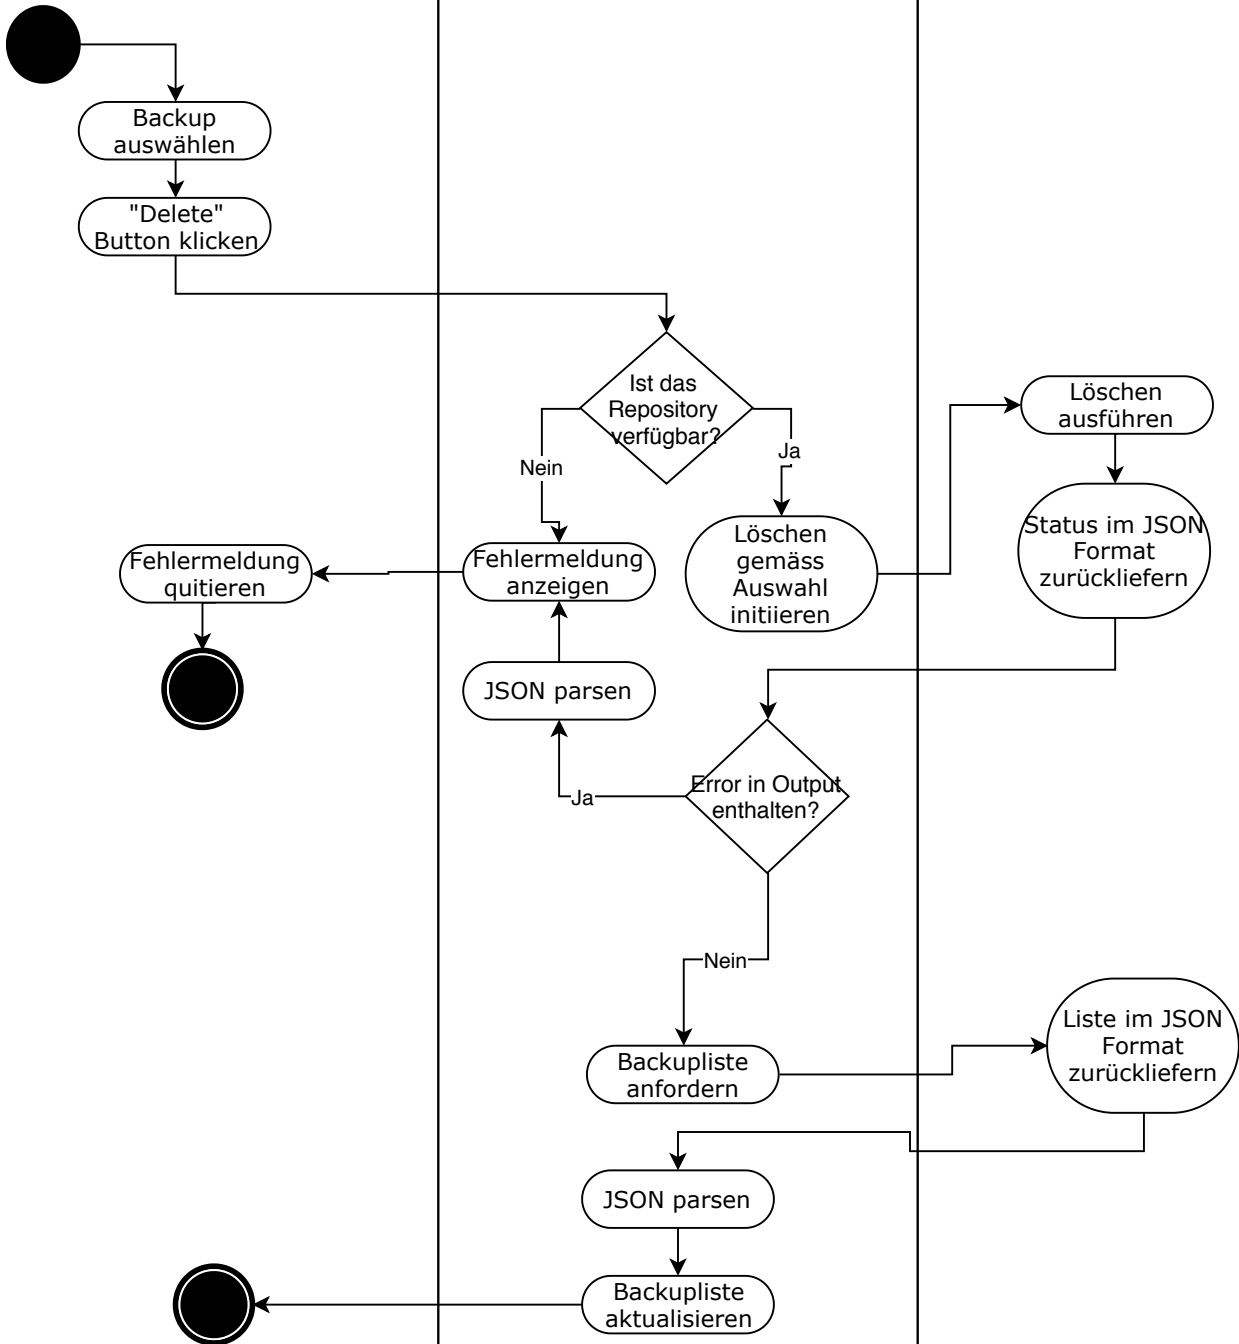 Backup
auswählen
"Delete"
Button klicken
Ist das
Repository
verfügbar?
Nein
Ja
Löschen
ausführen
Status im JSON
Format
zurückliefern
Löschen
gemäss
Auswahl
initiieren
Fehlermeldung
anzeigen
Fehlermeldung
quitieren
JSON parsen
Error in Output
enthalten?
Ja
Nein
Backupliste
anfordern
Liste im JSON
Format
zurückliefern
JSON parsen
Backupliste
aktualisieren